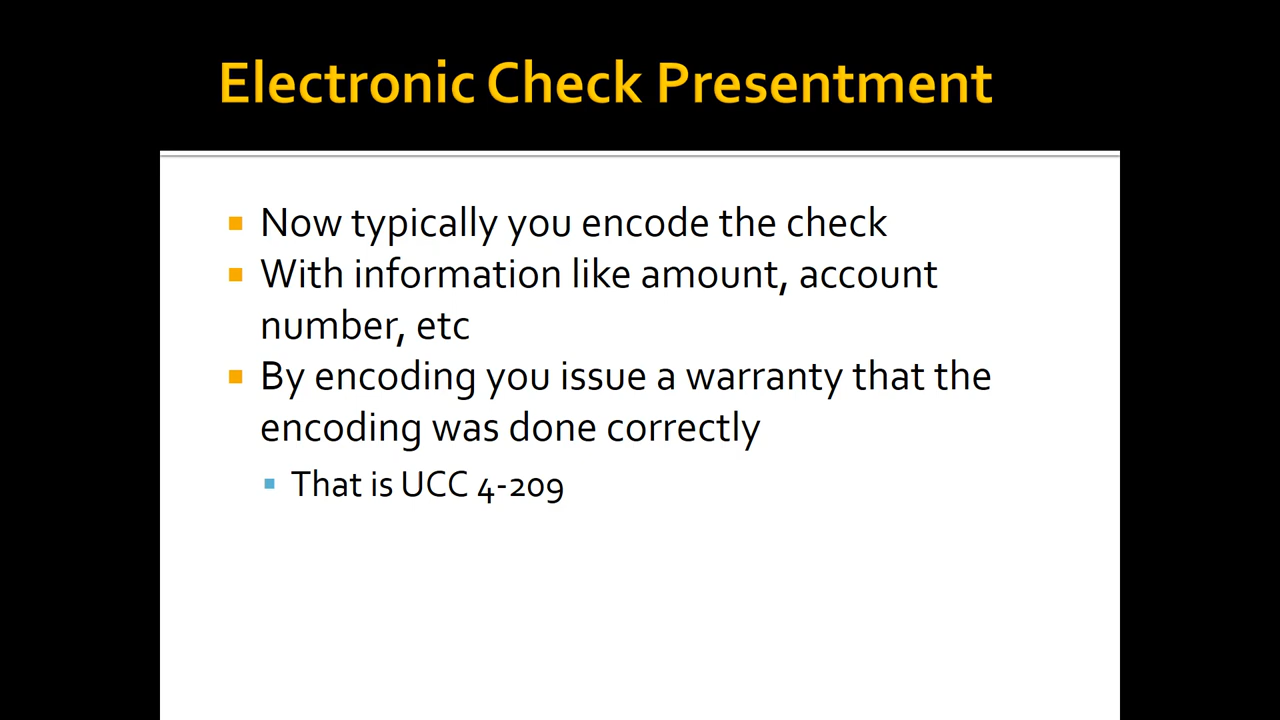 Electronic Check Presentment
Now typically you encode the check
With information like amount, account
number, etc
By encoding you issue a warranty that the
encoding was done correctly
That is UCC 4-209